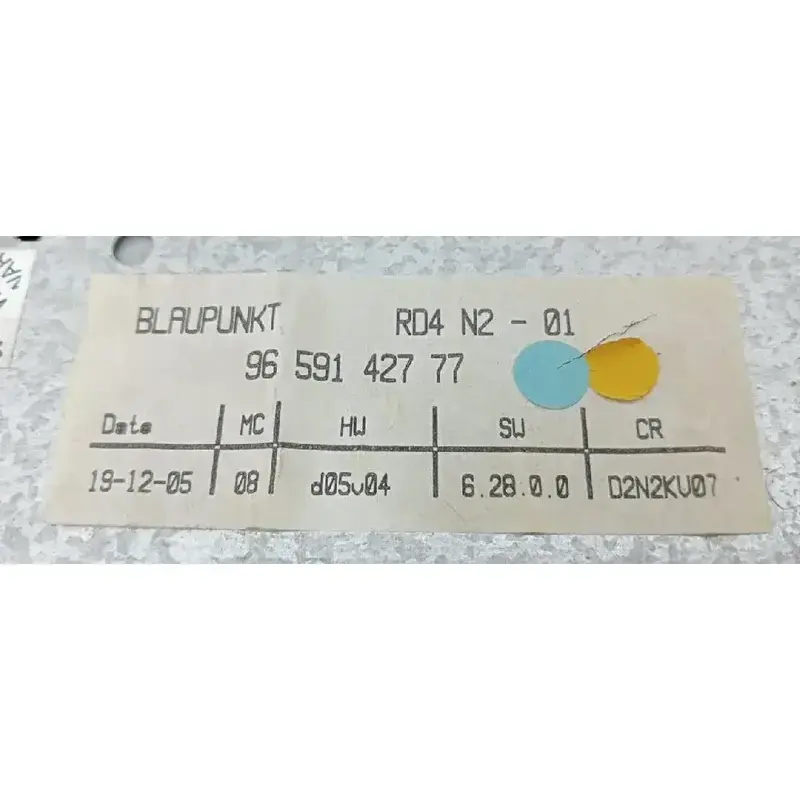 BLAUPUNKT RD4 N2 - 01
96 591 427 77
Date MC HW SW CR
19-12-05 08 d05v04 6.28.0.0 D2N2KV07